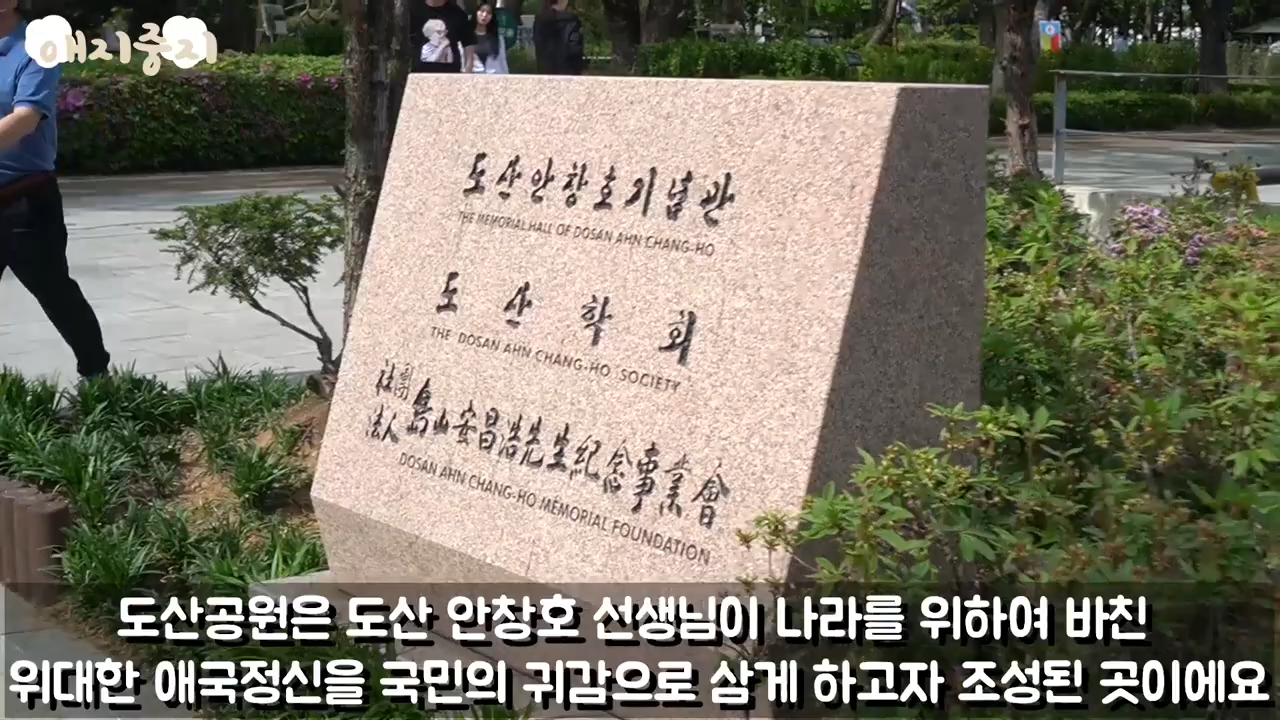 애지중지
도산안창호기념관
THE MEMORIAL HALL OF DOSAN AHN CHANG-HO
도산학회
THE DOSAN AHN CHANG-HO SOCIETY
社團
法人 島山安昌浩先生紀念事業會
DOSAN AHN CHANG-HO MEMORIAL FOUNDATION
도산공원은 도산 안창호 선생님이 나라를 위하여 바친
위대한 애국정신을 국민의 귀감으로 삼게 하고자 조성된 곳이에요